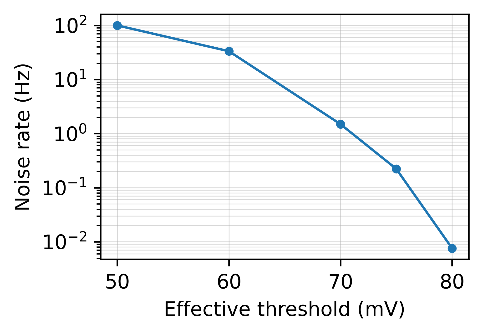 10²
10¹
10⁰
10⁻¹
10⁻²
Noise rate (Hz)
50 60 70 80
Effective threshold (mV)